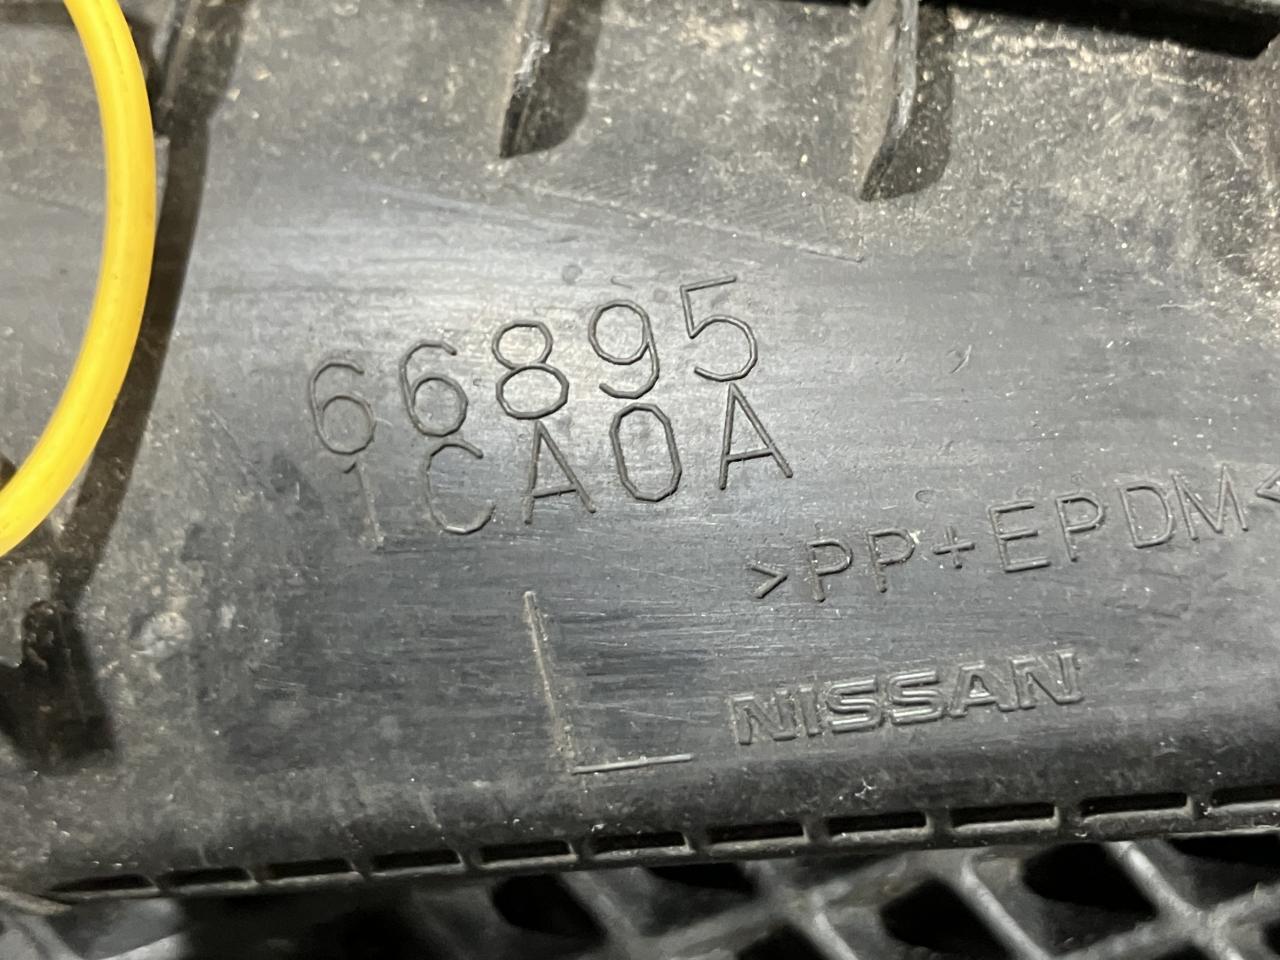 66895
1CA0A
>PP+EPDM<
L
NISSAN